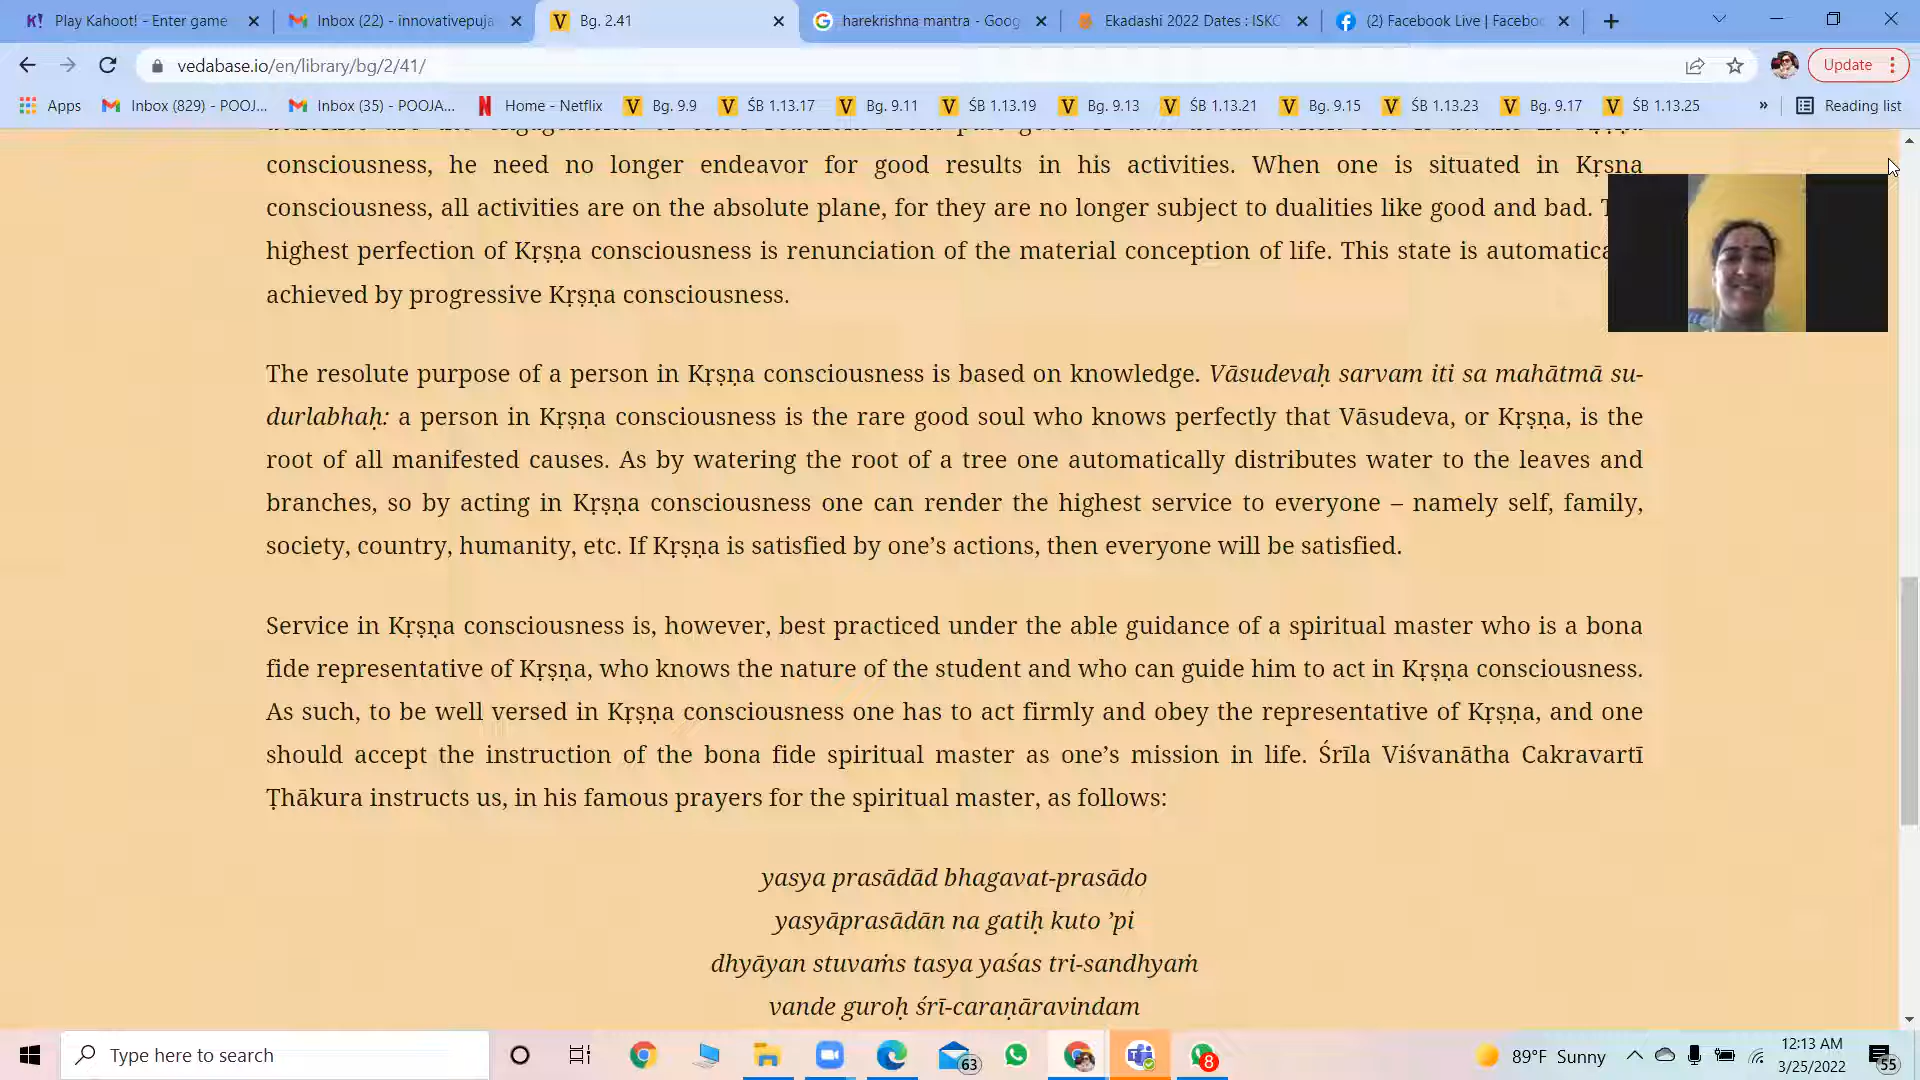 Play Kahoot! - Enter game
Inbox (22) - innovativepuja
Bg. 2.41
harekrishna mantra - Goog
Ekadashi 2022 Dates : ISKC
(2) Facebook Live | Facebo
vedabase.io/en/library/bg/2/41/
Update
Apps
Inbox (829) - POOJ...
Inbox (35) - POOJA...
Home - Netflix
Bg. 9.9
ŚB 1.13.17
Bg. 9.11
ŚB 1.13.19
Bg. 9.13
ŚB 1.13.21
Bg. 9.15
ŚB 1.13.23
Bg. 9.17
ŚB 1.13.25
»
Reading list
consciousness, he need no longer endeavor for good results in his activities. When one is situated in Kṛṣṇa
consciousness, all activities are on the absolute plane, for they are no longer subject to dualities like good and bad.
highest perfection of Kṛṣṇa consciousness is renunciation of the material conception of life. This state is automatica
achieved by progressive Kṛṣṇa consciousness.
The resolute purpose of a person in Kṛṣṇa consciousness is based on knowledge. Vāsudevaḥ sarvam iti sa mahātmā su-
durlabhaḥ: a person in Kṛṣṇa consciousness is the rare good soul who knows perfectly that Vāsudeva, or Kṛṣṇa, is the
root of all manifested causes. As by watering the root of a tree one automatically distributes water to the leaves and
branches, so by acting in Kṛṣṇa consciousness one can render the highest service to everyone – namely self, family,
society, country, humanity, etc. If Kṛṣṇa is satisfied by one’s actions, then everyone will be satisfied.
Service in Kṛṣṇa consciousness is, however, best practiced under the able guidance of a spiritual master who is a bona
fide representative of Kṛṣṇa, who knows the nature of the student and who can guide him to act in Kṛṣṇa consciousness.
As such, to be well versed in Kṛṣṇa consciousness one has to act firmly and obey the representative of Kṛṣṇa, and one
should accept the instruction of the bona fide spiritual master as one’s mission in life. Śrīla Viśvanātha Cakravartī
Ṭhākura instructs us, in his famous prayers for the spiritual master, as follows:
yasya prasādād bhagavat-prasādo
yasyāprasādān na gatiḥ kuto ’pi
dhyāyan stuvaṁs tasya yaśas tri-sandhyaṁ
vande guroḥ śrī-caraṇāravindam
Type here to search
63
8
89°F Sunny
12:13 AM
3/25/2022
55